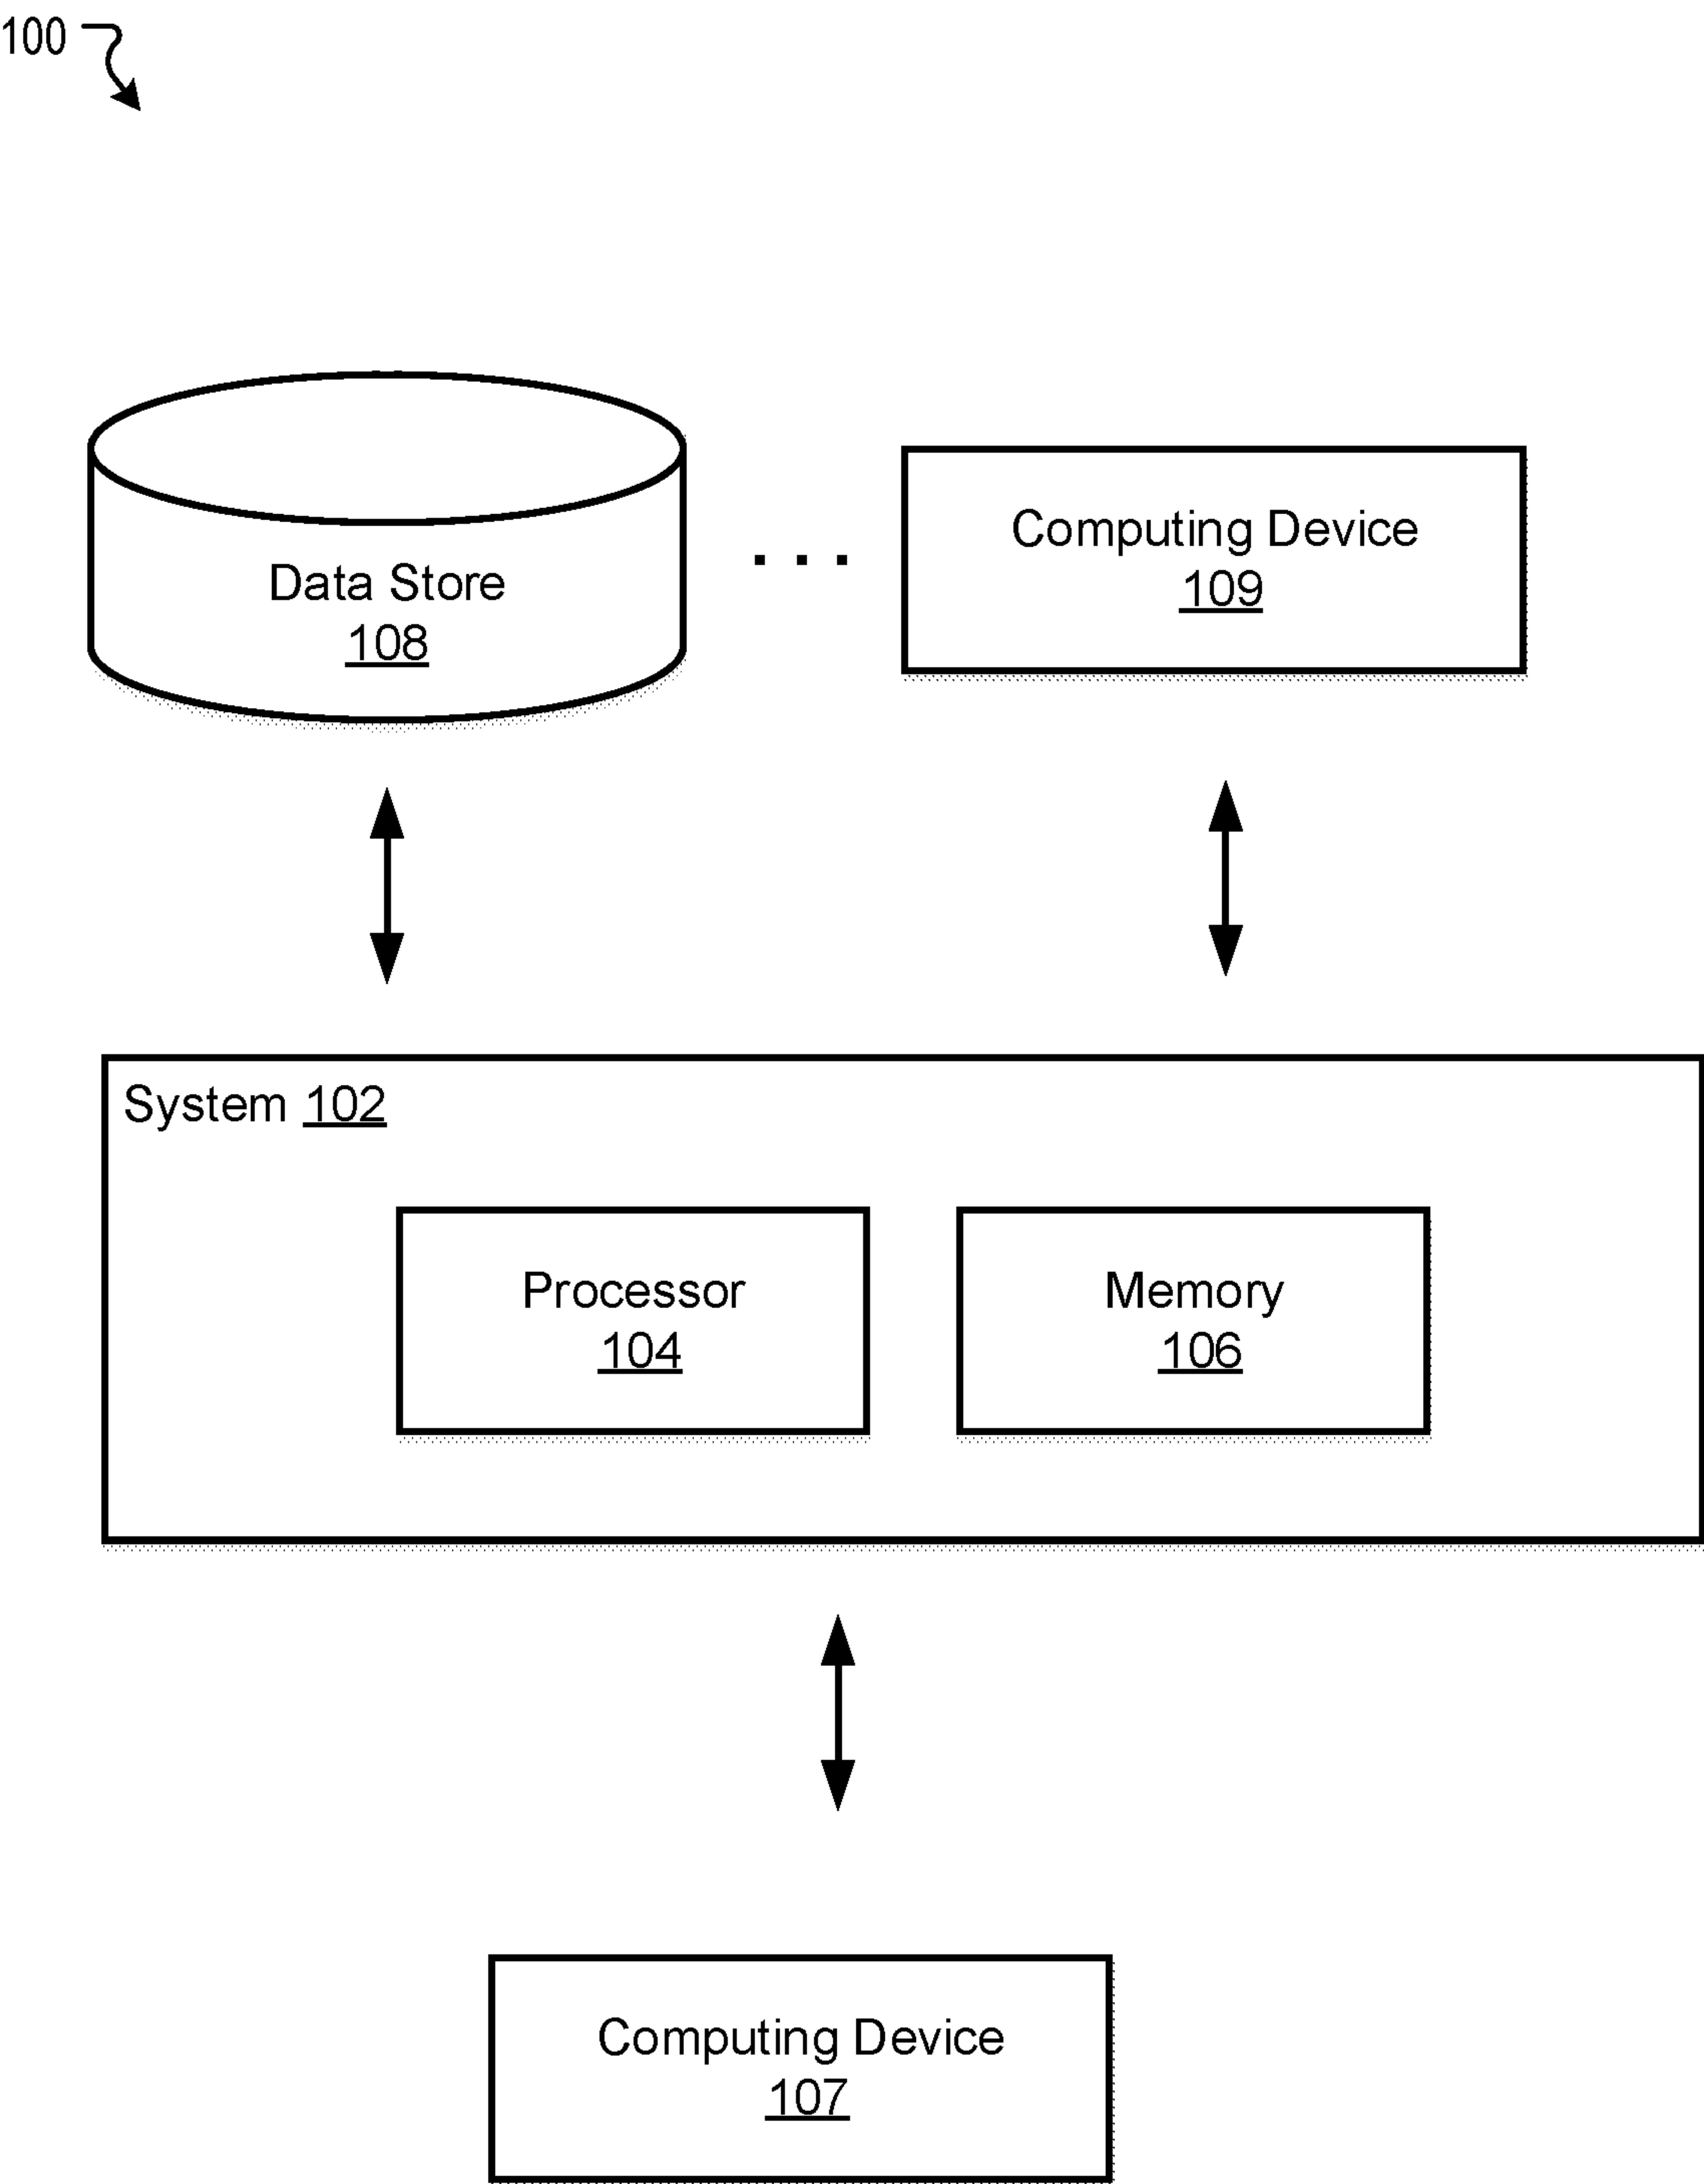 100
Data Store
108
. . .
Computing Device
109
System 102
Processor
104
Memory
106
Computing Device
107